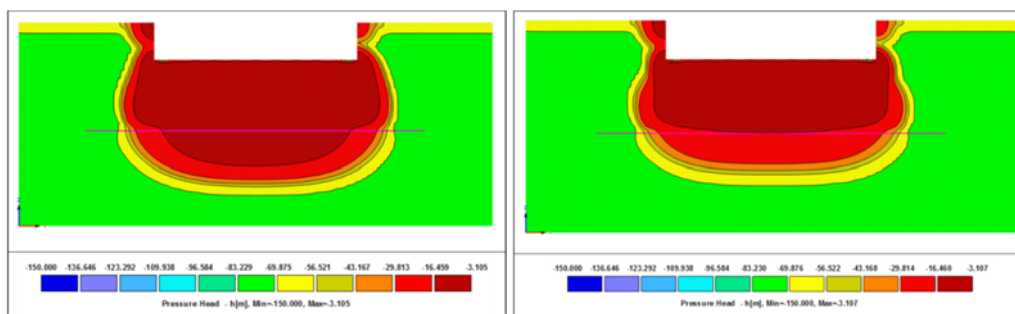 -150.000 -136.646 -123.292 -109.938 -96.584 -83.229 -69.875 -56.521 -43.167 -29.813 -16.459 -3.105
Pressure Head - h[m], Min=-150.000, Max=-3.105
-150.000 -136.646 -123.292 -109.938 -96.584 -83.230 -69.876 -56.522 -43.168 -29.814 -16.460 -3.107
Pressure Head - h[m], Min=-150.000, Max=-3.107